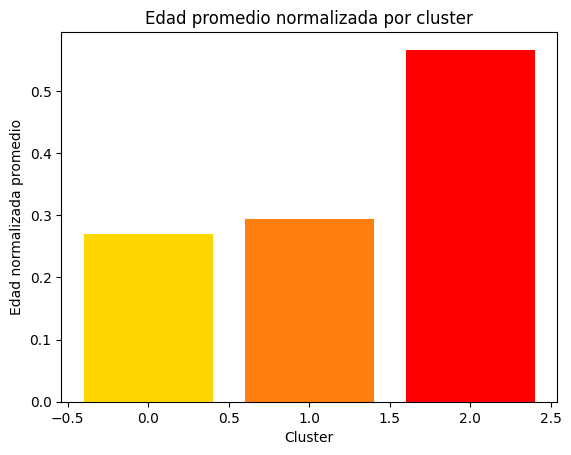 Edad promedio normalizada por cluster
Edad normalizada promedio
0.5
0.4
0.3
0.2
0.1
0.0
−0.5 0.0 0.5 1.0 1.5 2.0 2.5
Cluster